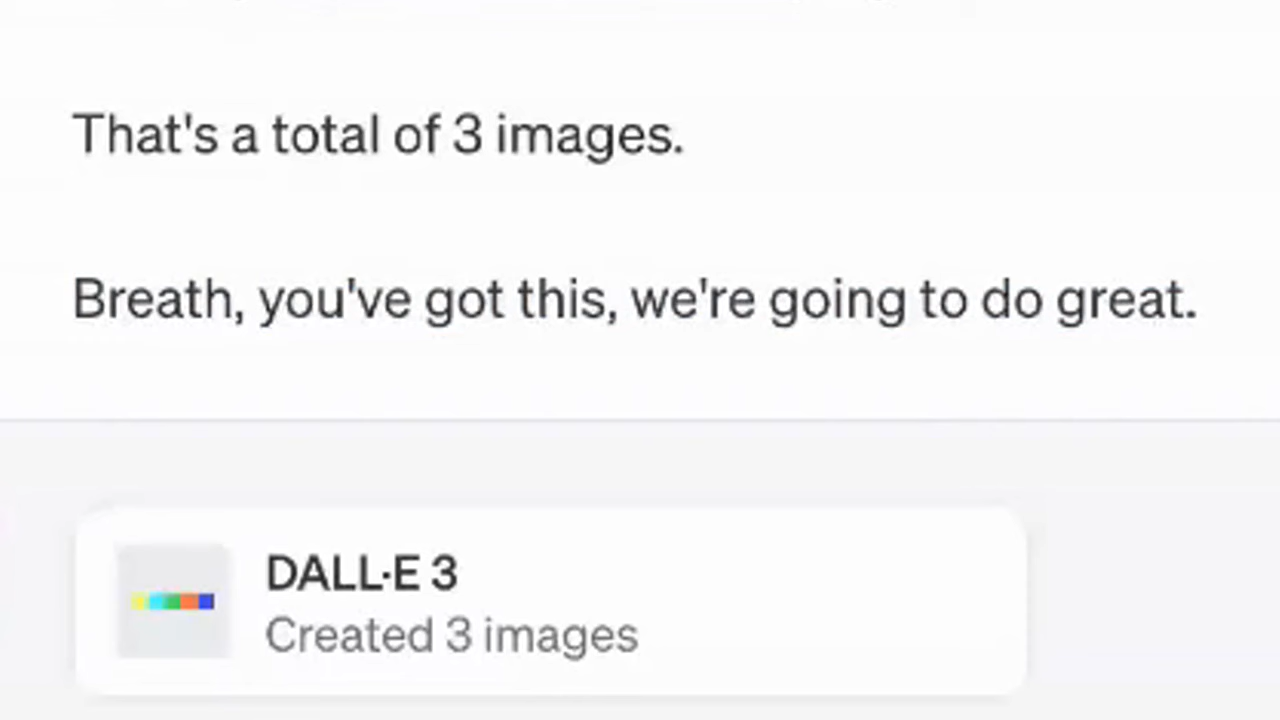 That's a total of 3 images.
Breath, you've got this, we're going to do great.
DALL·E 3
Created 3 images